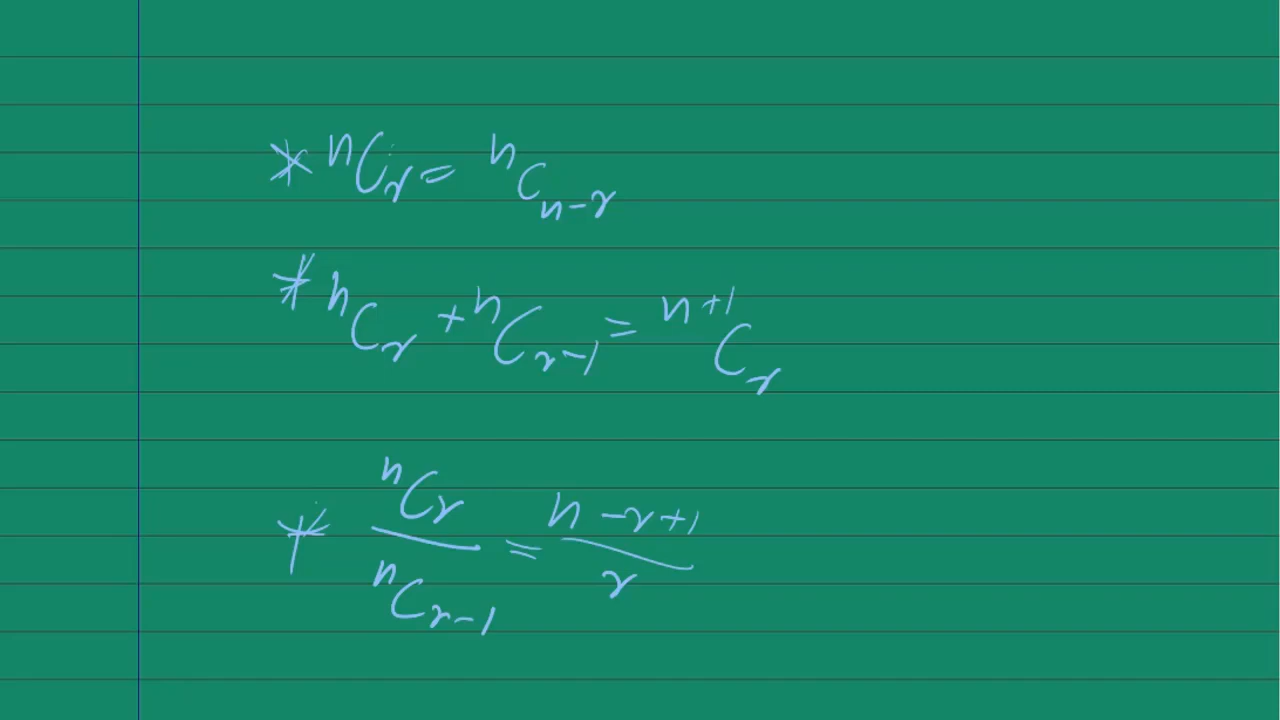 * ⁿCᵣ = ⁿCₙ₋ᵣ
* ⁿCᵣ + ⁿCᵣ₋₁ = ⁿ⁺¹Cᵣ
* ⁿCᵣ / ⁿCᵣ₋₁ = (n-r+1) / r